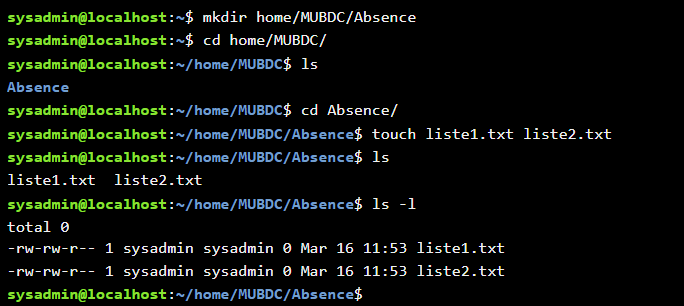 sysadmin@localhost:~$ mkdir home/MUBDC/Absence
sysadmin@localhost:~$ cd home/MUBDC/
sysadmin@localhost:~/home/MUBDC$ ls
Absence
sysadmin@localhost:~/home/MUBDC$ cd Absence/
sysadmin@localhost:~/home/MUBDC/Absence$ touch liste1.txt liste2.txt
sysadmin@localhost:~/home/MUBDC/Absence$ ls
liste1.txt  liste2.txt
sysadmin@localhost:~/home/MUBDC/Absence$ ls -l
total 0
-rw-rw-r-- 1 sysadmin sysadmin 0 Mar 16 11:53 liste1.txt
-rw-rw-r-- 1 sysadmin sysadmin 0 Mar 16 11:53 liste2.txt
sysadmin@localhost:~/home/MUBDC/Absence$